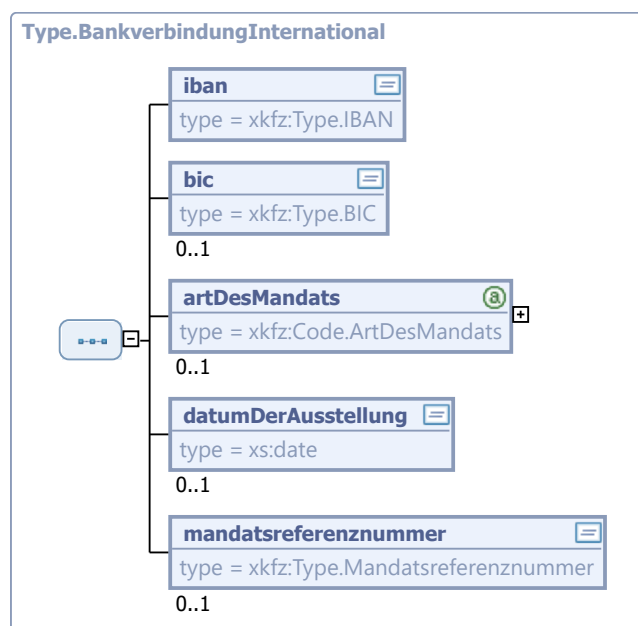 Type.BankverbindungInternational
iban
type = xkfz:Type.IBAN
bic
type = xkfz:Type.BIC
0..1
artDesMandats
type = xkfz:Code.ArtDesMandats
0..1
datumDerAusstellung
type = xs:date
0..1
mandatsreferenznummer
type = xkfz:Type.Mandatsreferenznummer
0..1